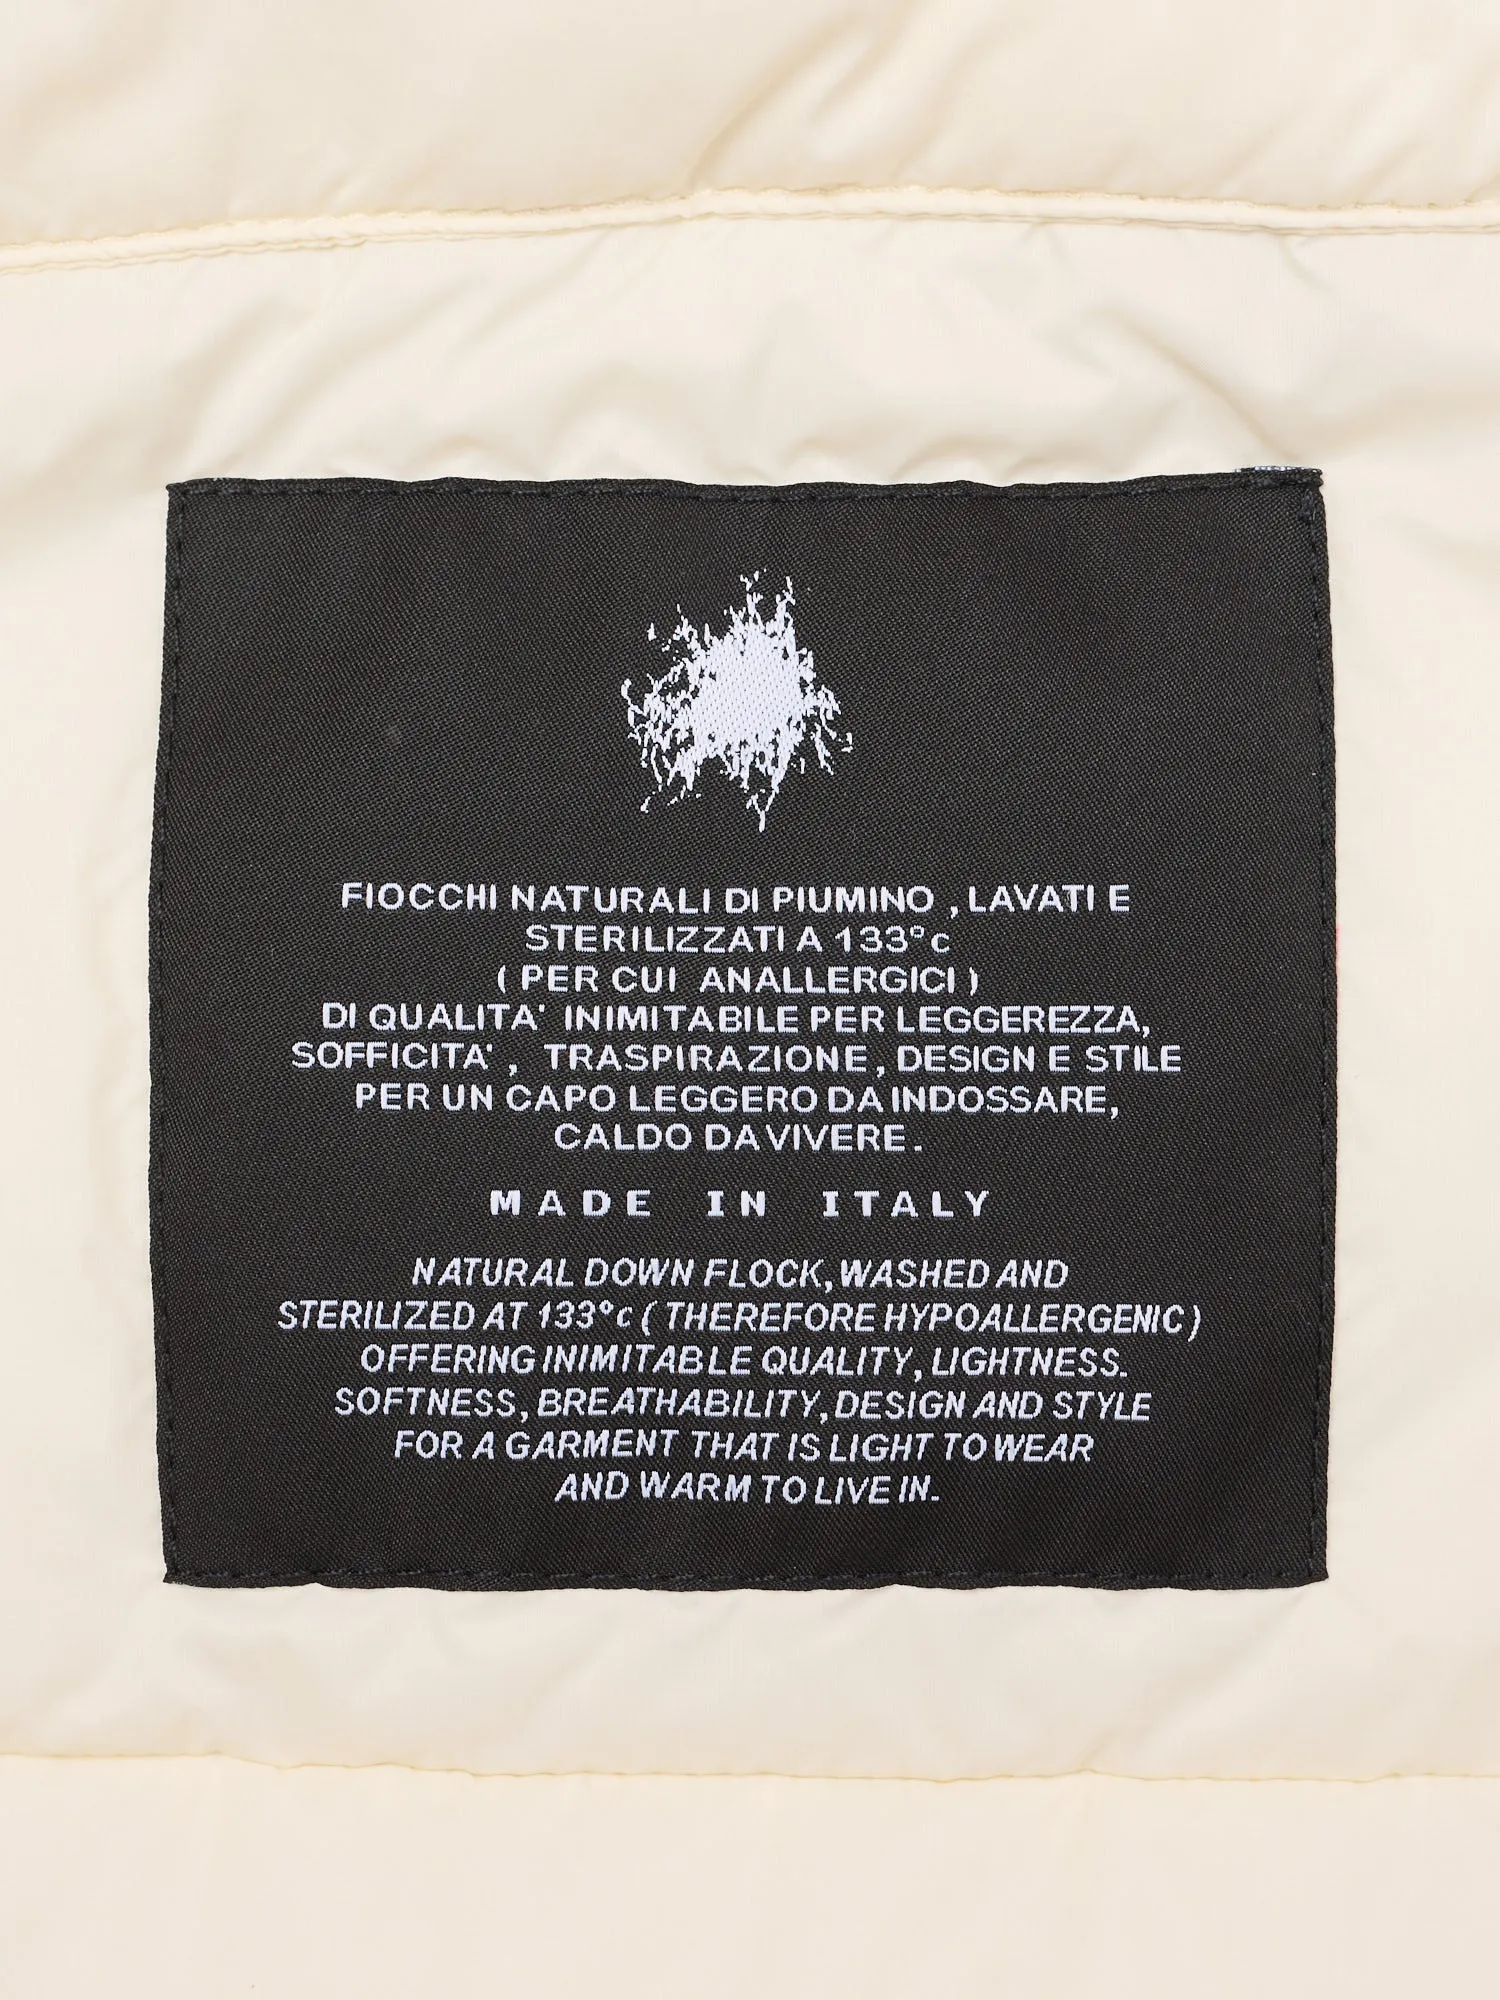 FIOCCHI NATURALI DI PIUMINO , LAVATI E
STERILIZZATI A 133°c
( PER CUI ANALLERGICI )
DI QUALITA' INIMITABILE PER LEGGEREZZA,
SOFFICITA' , TRASPIRAZIONE, DESIGN E STILE
PER UN CAPO LEGGERO DA INDOSSARE,
CALDO DA VIVERE.
MADE IN ITALY
NATURAL DOWN FLOCK, WASHED AND
STERILIZED AT 133°c ( THEREFORE HYPOALLERGENIC )
OFFERING INIMITABLE QUALITY, LIGHTNESS.
SOFTNESS, BREATHABILITY, DESIGN AND STYLE
FOR A GARMENT THAT IS LIGHT TO WEAR
AND WARM TO LIVE IN.